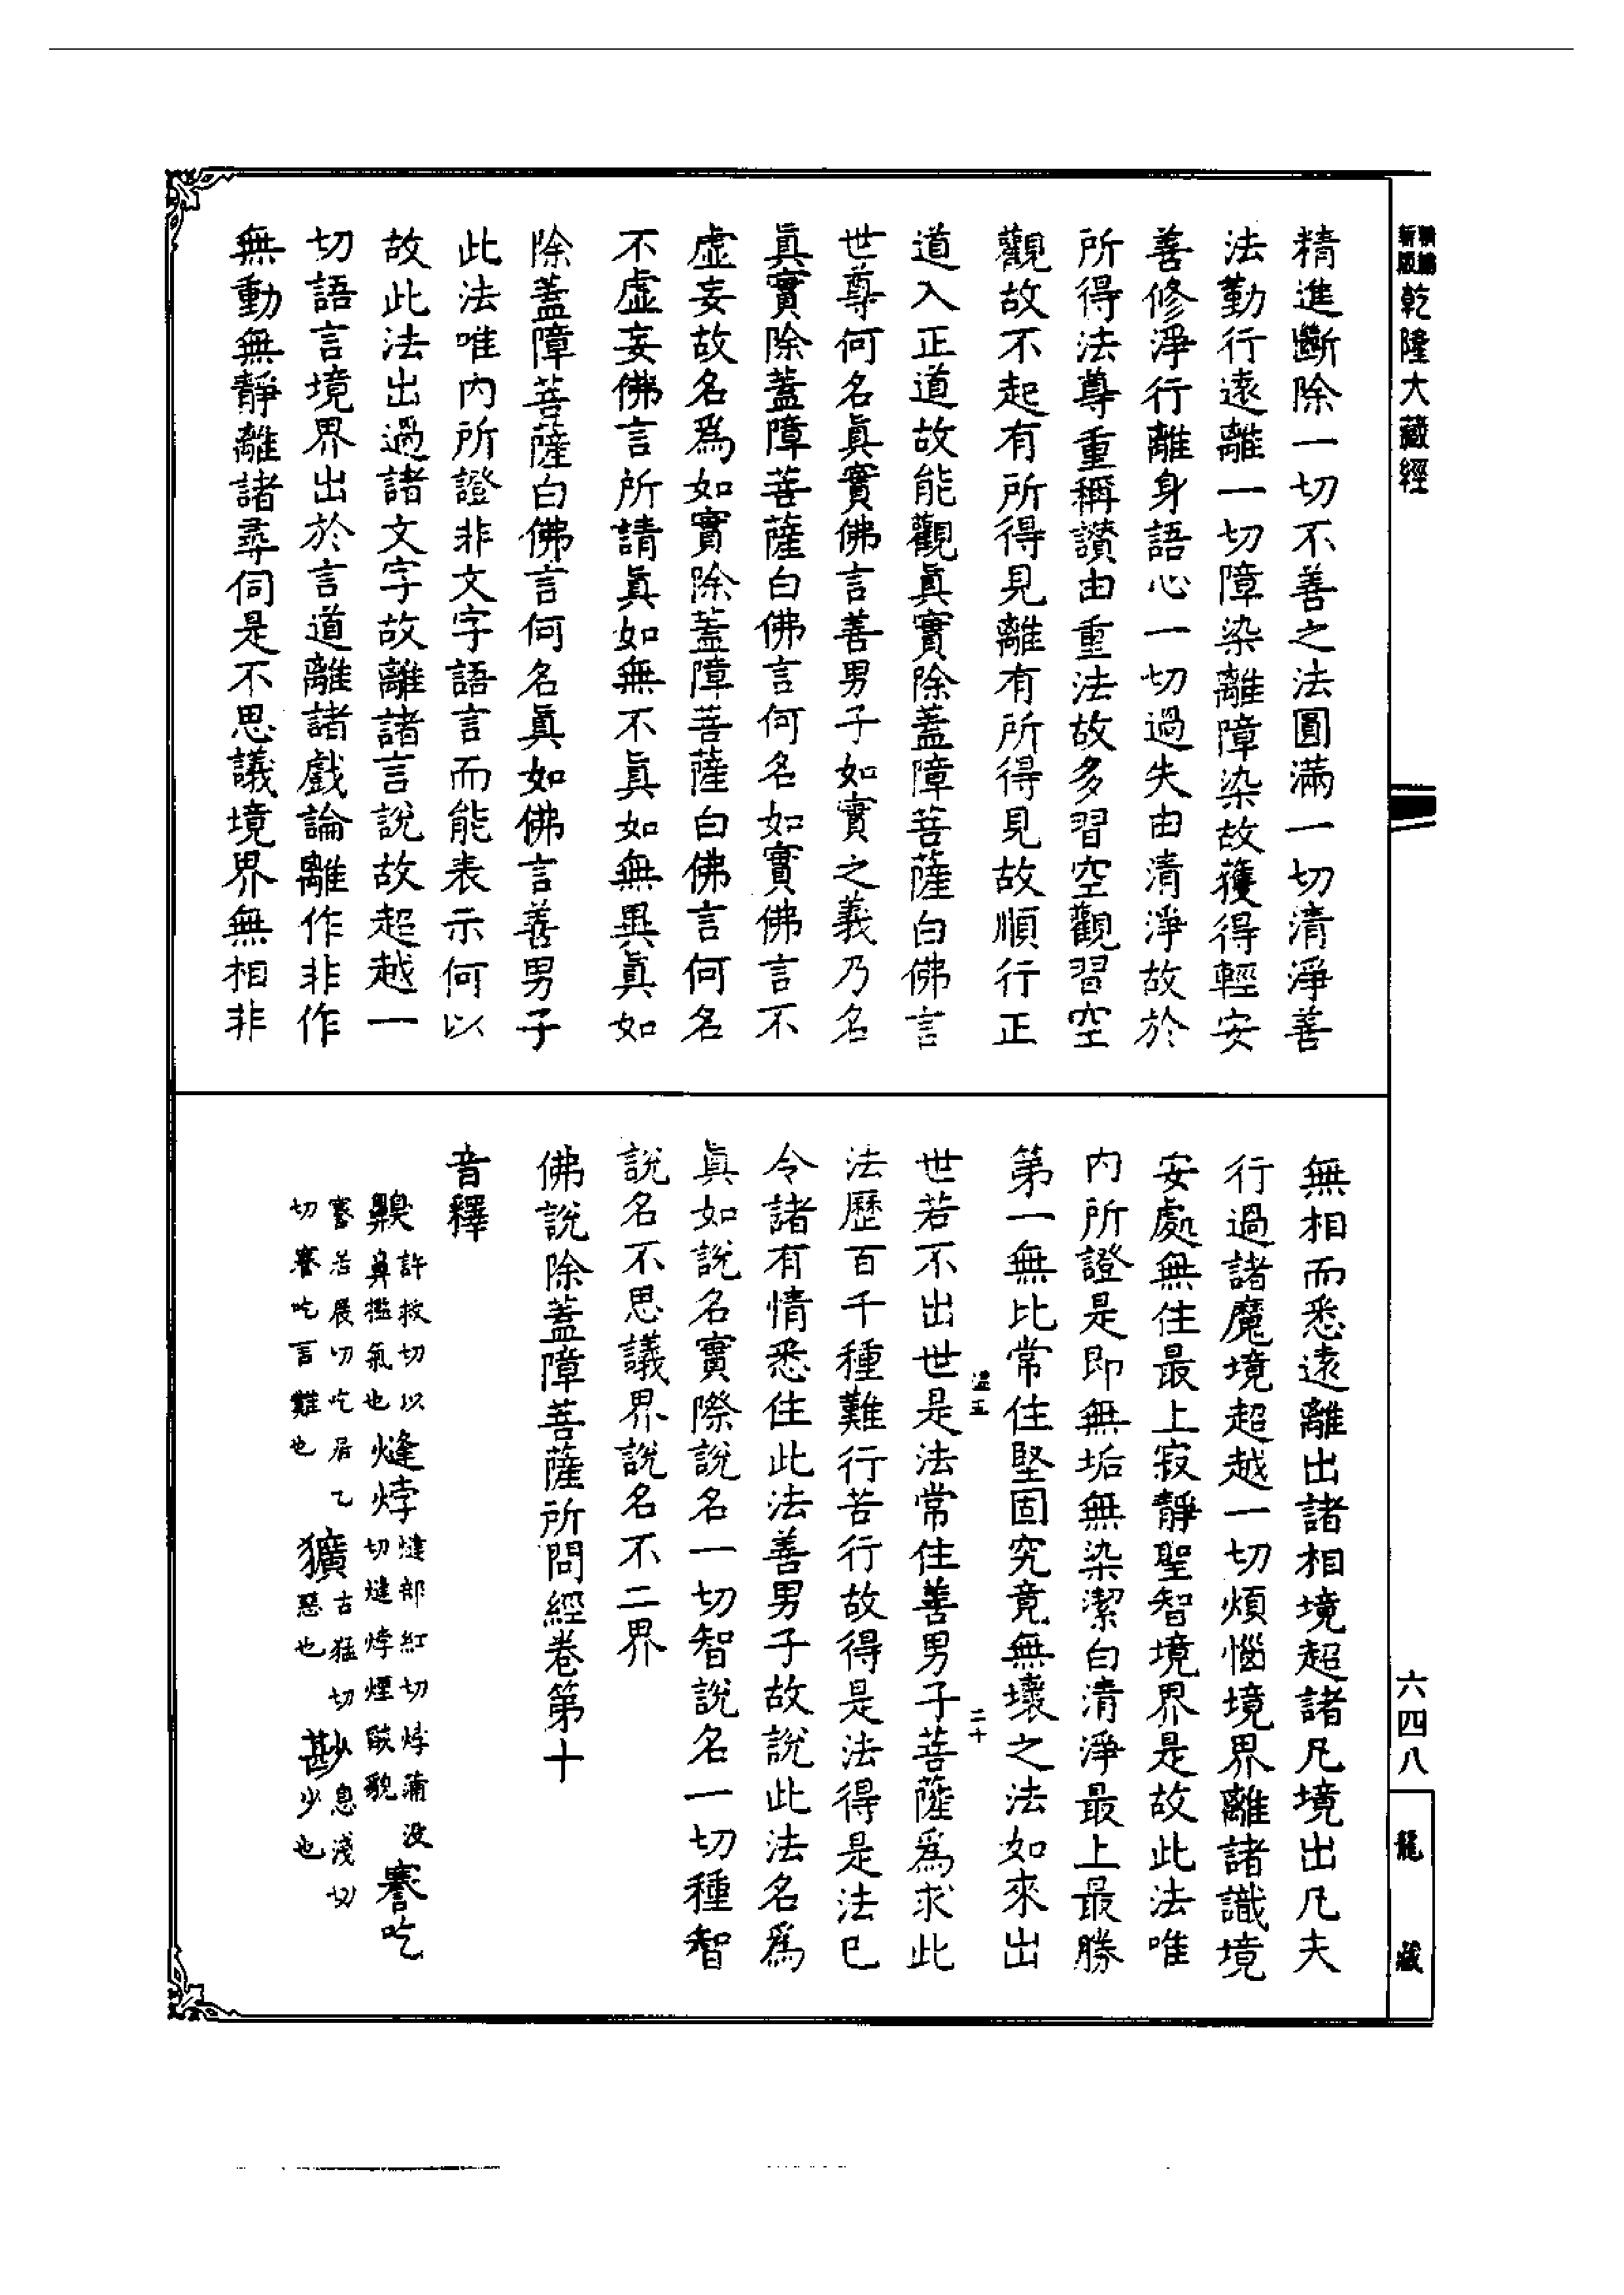 新版乾隆大藏經
精進斷除一切不善之法圓滿一切清淨善
法勤行遠離一切障染離障染故獲得輕安
善修淨行離身語心一切過失由清淨故於
所得法尊重稱讚由重法故多習空觀習空
觀故不起有所得見離有所得見故順行正
道入正道故能觀眞實除蓋障菩薩白佛言
世尊何名眞實佛言善男子如實之義乃名
眞實除蓋障菩薩白佛言何名如實佛言不
虛妄故名爲如實除蓋障菩薩白佛言何名
不虛妄佛言所請眞如無不眞如無異眞如
除蓋障菩薩白佛言何名眞如佛言善男子
此法唯內所證非文字語言而能表示何以
故此法出過諸文字故離諸言說故超越一
切語言境界出於言道離諸戲論離作非作
無動無靜離諸尋伺是不思議境界無相非
無相而悉遠離出諸相境超諸凡境出凡夫
行過諸魔境超越一切煩惱境界離諸識境
安處無住最上寂靜聖智境界是故此法唯
內所證是即無垢無染潔白清淨最上最勝
第一無比常住堅固究竟無壞之法如來出
世若不出世是法常住善男子菩薩爲求此
法歷百千種難行苦行故得是法得是法已
令諸有情悉住此法善男子故說此法名爲
眞如說名實際說名一切智說名一切種智
說名不思議界說名不二界
佛說除蓋障菩薩所問經卷第十
音釋
齅許救切以鼻攂氣也 熢㶿熢部紅切㶿蒲沒切熢㶿煙鬱貌 謇吃
謇若展切吃居乙切謇吃言難也 獷古猛切惡也 尠息淺切少也
六四八
龍藏
二十